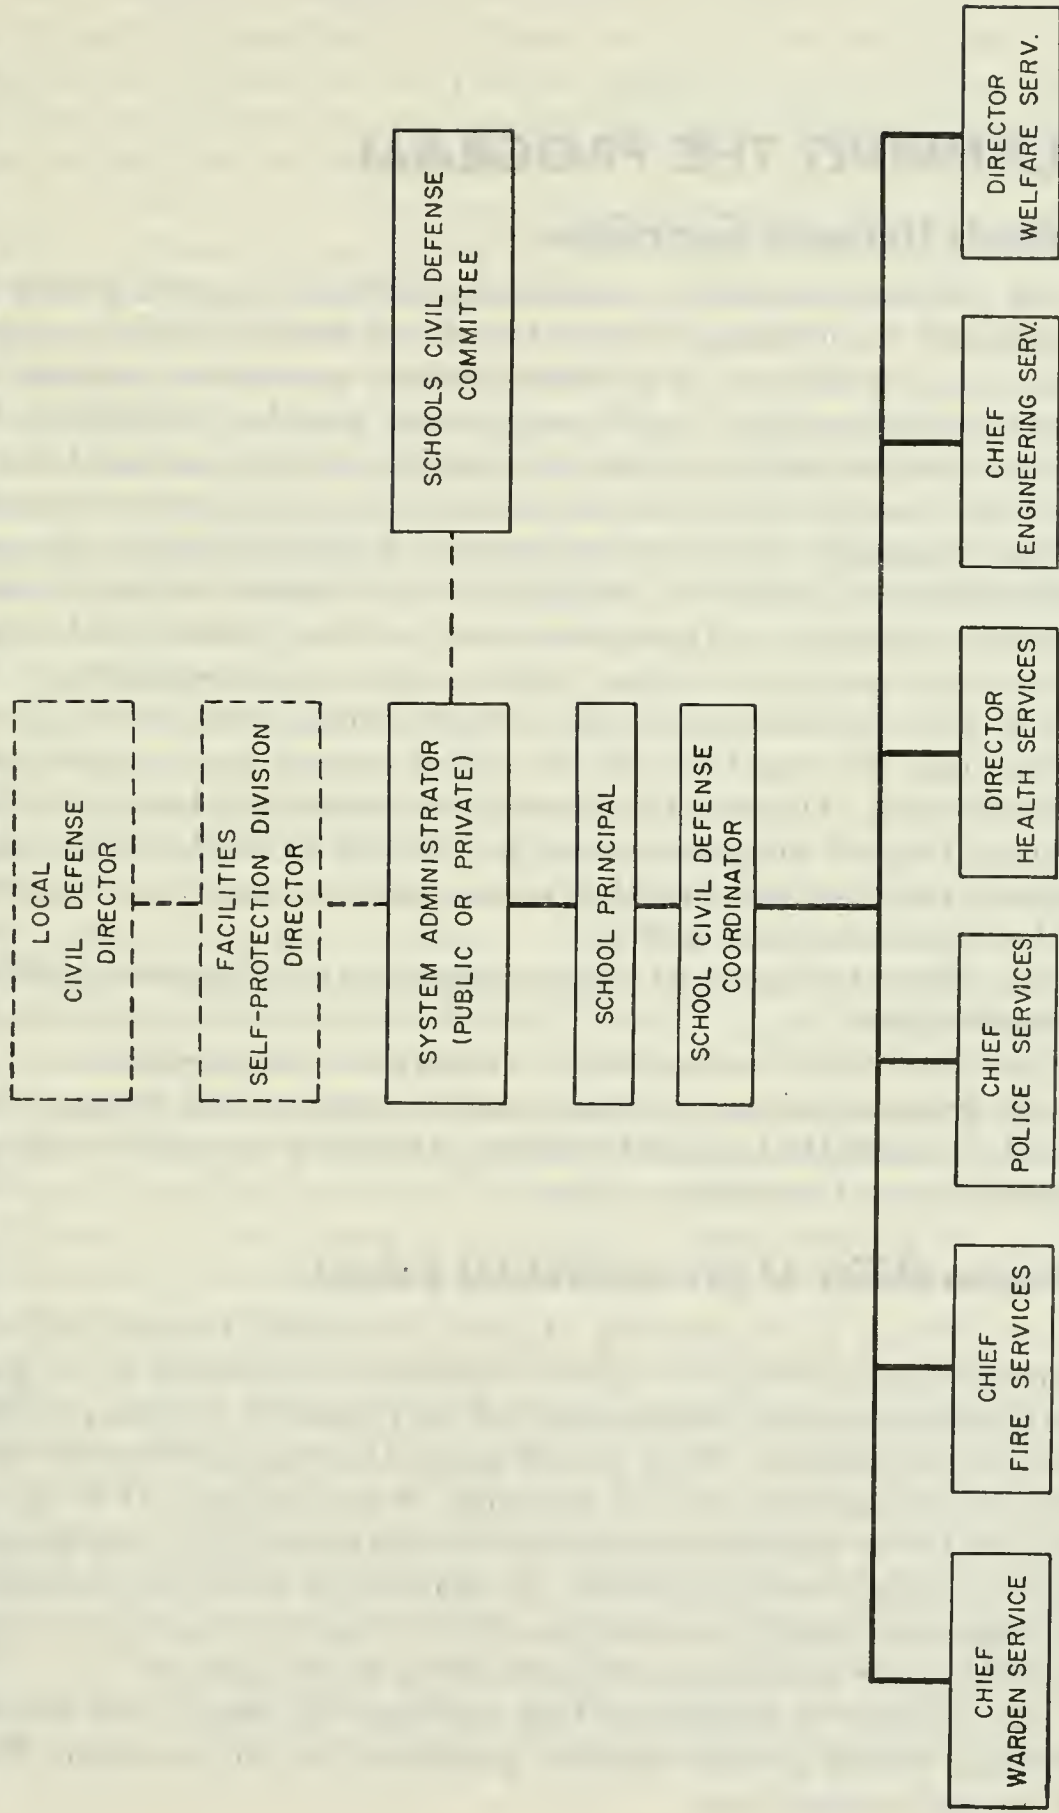 LOCAL
CIVIL DEFENSE
DIRECTOR
FACILITIES
SELF-PROTECTION DIVISION
DIRECTOR
SYSTEM ADMINISTRATOR
(PUBLIC OR PRIVATE)
SCHOOLS CIVIL DEFENSE
COMMITTEE
SCHOOL PRINCIPAL
SCHOOL CIVIL DEFENSE
COORDINATOR
CHIEF
WARDEN SERVICE
CHIEF
FIRE SERVICES
CHIEF
POLICE SERVICES
DIRECTOR
HEALTH SERVICES
CHIEF
ENGINEERING SERV.
DIRECTOR
WELFARE SERV.